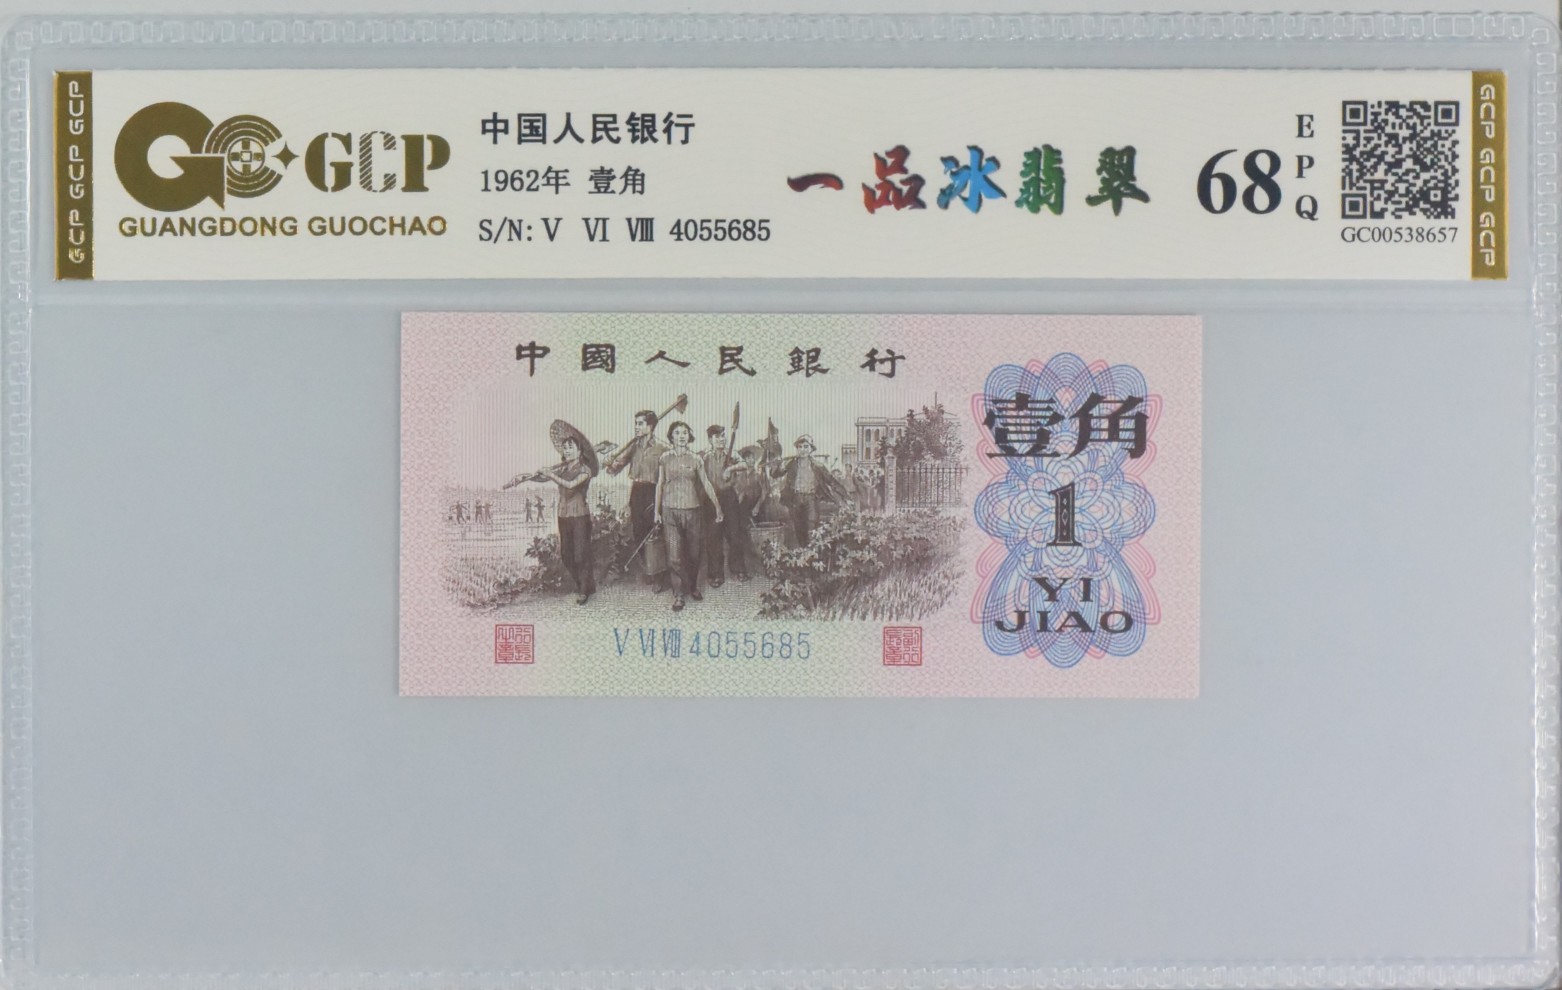 GCP
GUANGDONG GUOCHAO
中国人民银行
1962年 壹角
S/N: Ⅴ Ⅵ Ⅷ 4055685
一品冰翡翠
68
E
P
Q
GC00538657
GCP GCP GCP
GCP GCP GCP
中國人民銀行
壹角
1
YI
JIAO
Ⅴ Ⅵ Ⅷ 4055685